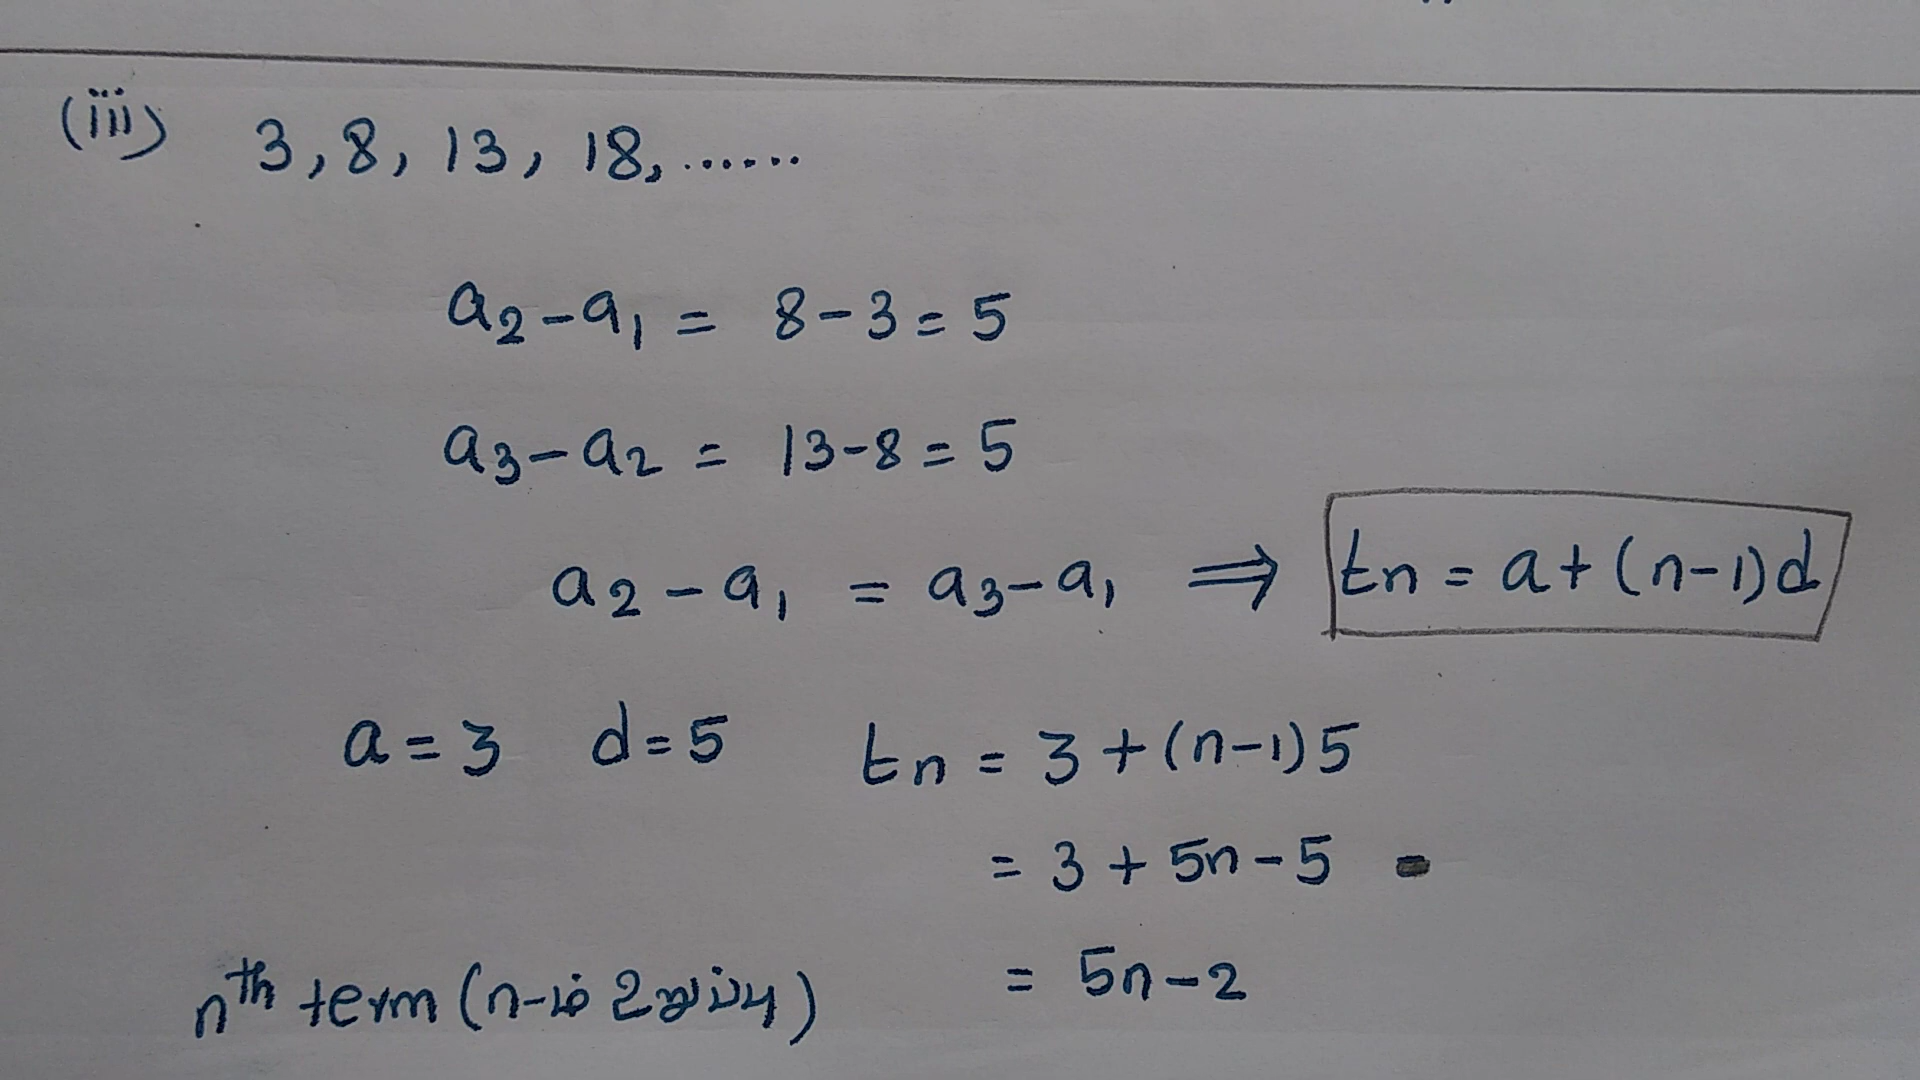 (iii) 3, 8, 13, 18, ......
a₂ - a₁ = 8 - 3 = 5
a₃ - a₂ = 13 - 8 = 5
a₂ - a₁ = a₃ - a₁ ⇒ tn = a + (n-1)d
a = 3 d = 5 tn = 3 + (n-1)5
= 3 + 5n - 5
= 5n - 2
nᵗʰ term (n-ம் உறுப்பு)